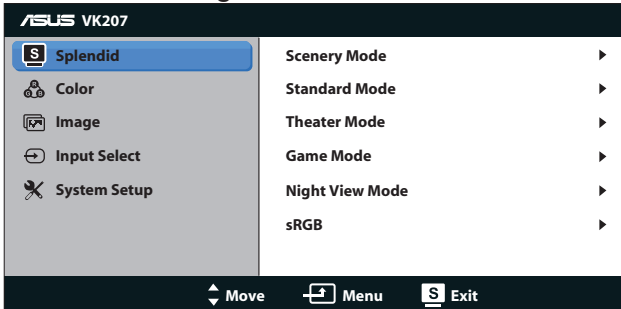 ASUS VK207
S Splendid
Color
Image
Input Select
System Setup
Scenery Mode
Standard Mode
Theater Mode
Game Mode
Night View Mode
sRGB
Move Menu S Exit